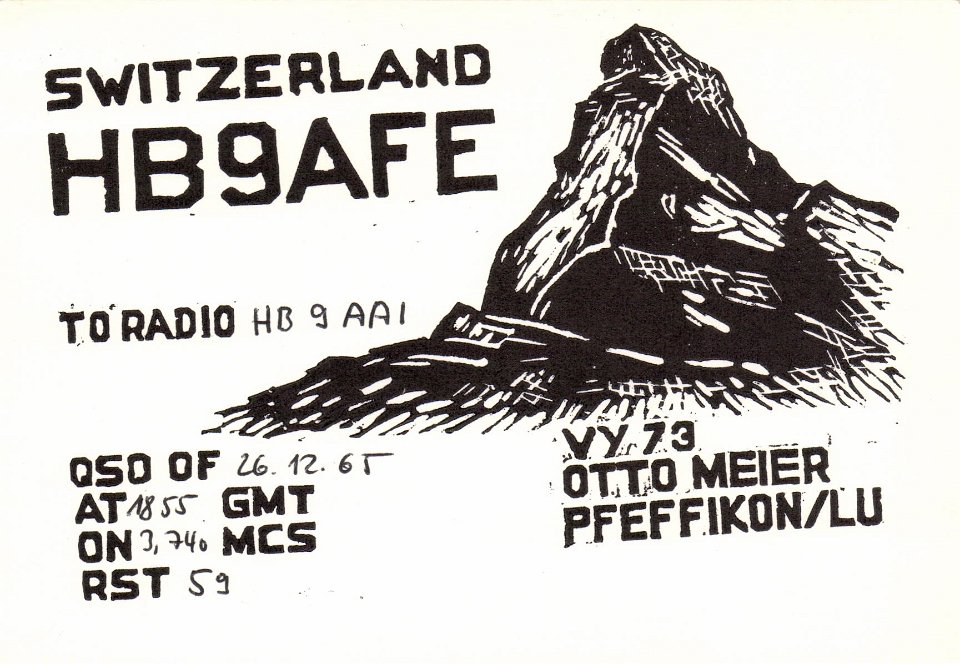 SWITZERLAND
HB9AFE
TO RADIO HB 9 AAI
QSO OF 26.12.65
AT 1855 GMT
ON 3,740 MCS
RST 59
VY 73
OTTO MEIER
PFEFFIKON/LU